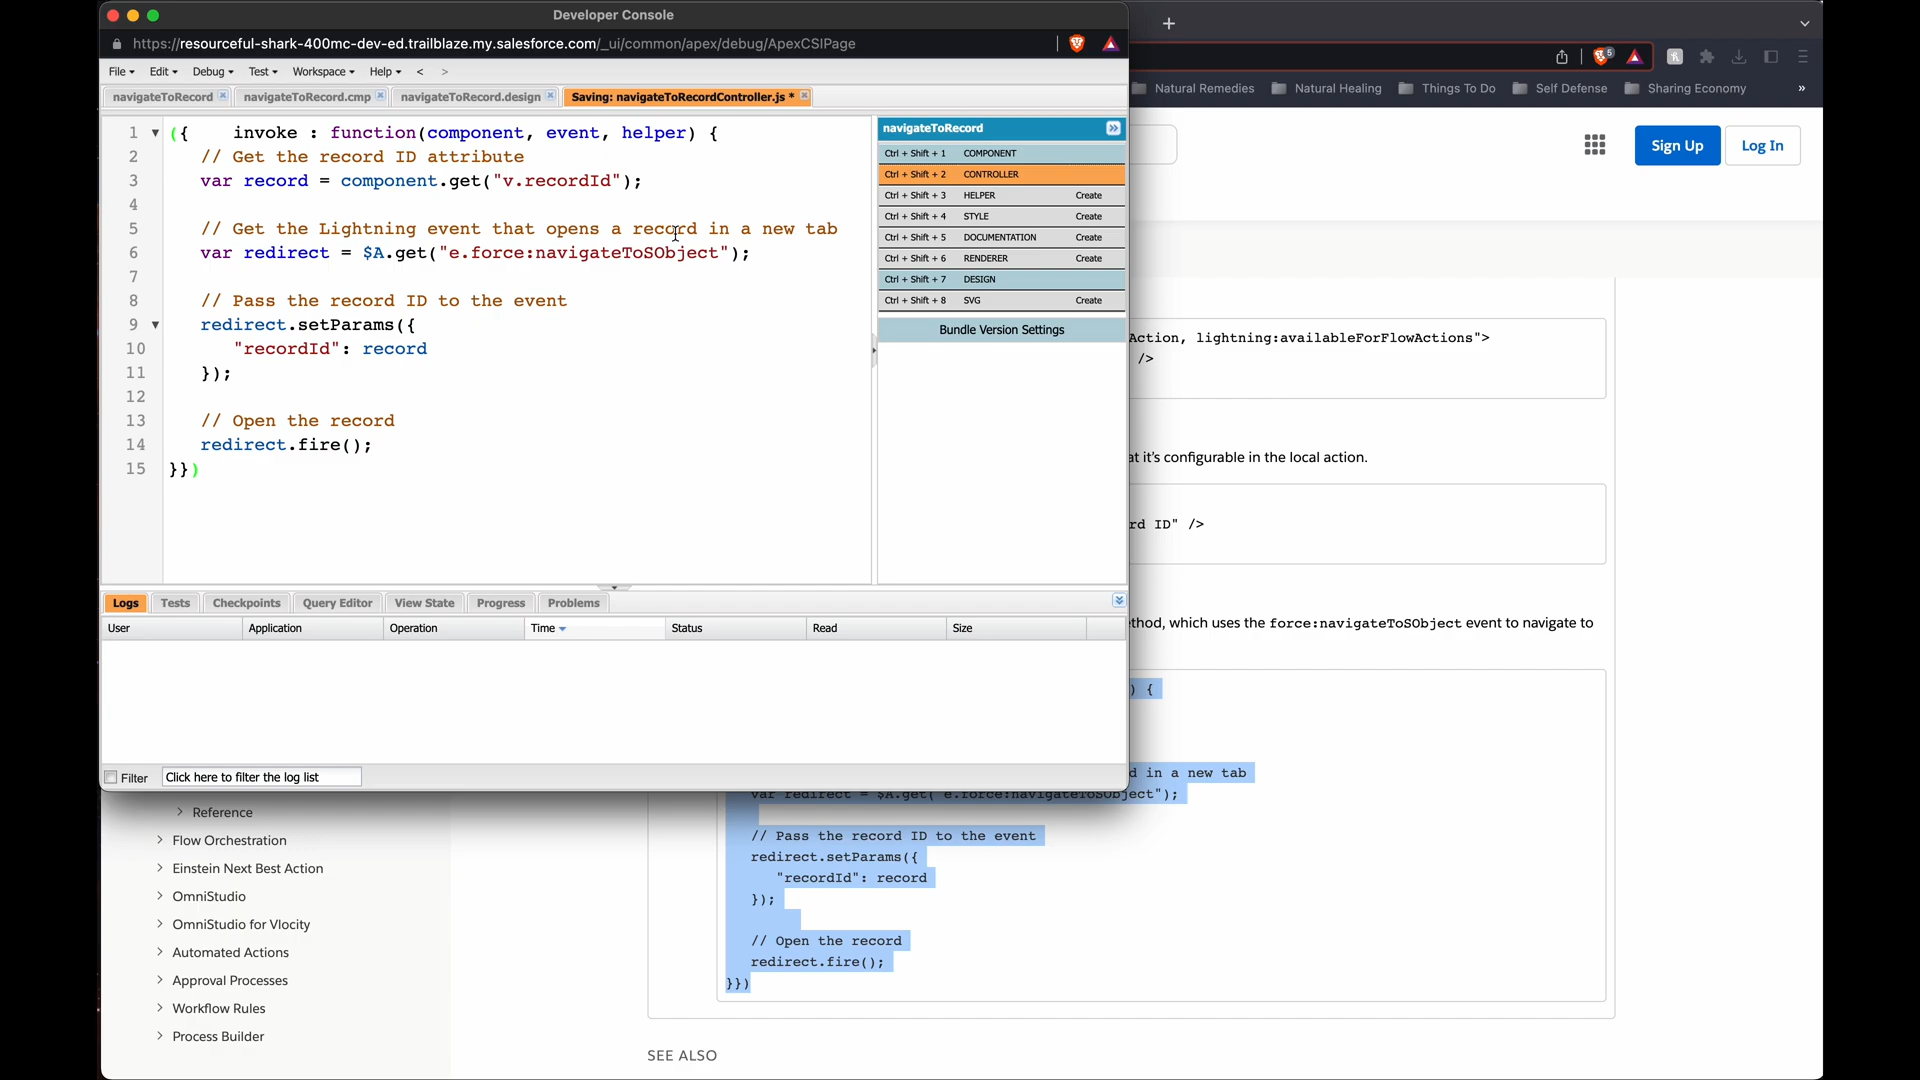 Developer Console
https://resourceful-shark-400mc-dev-ed.trailblaze.my.salesforce.com/_ui/common/apex/debug/ApexCSIPage
5
File Edit Debug Test Workspace Help < >
Natural Remedies Natural Healing Things To Do Self Defense Sharing Economy »
navigateToRecord navigateToRecord.cmp navigateToRecord.design Saving: navigateToRecordController.js *
1 ({    invoke : function(component, event, helper) {
2 // Get the record ID attribute
3 var record = component.get("v.recordId");
4
5 // Get the Lightning event that opens a record in a new tab
6 var redirect = $A.get("e.force:navigateToSObject");
7
8 // Pass the record ID to the event
9 redirect.setParams({
10 "recordId": record
11 });
12
13 // Open the record
14 redirect.fire();
15 }})
navigateToRecord
Ctrl + Shift + 1 COMPONENT
Ctrl + Shift + 2 CONTROLLER
Ctrl + Shift + 3 HELPER Create
Ctrl + Shift + 4 STYLE Create
Ctrl + Shift + 5 DOCUMENTATION Create
Ctrl + Shift + 6 RENDERER Create
Ctrl + Shift + 7 DESIGN
Ctrl + Shift + 8 SVG Create
Bundle Version Settings
Sign Up Log In
Action, lightning:availableForFlowActions">
/>
at it's configurable in the local action.
rd ID" />
thod, which uses the force:navigateToSObject event to navigate to
) {
d in a new tab
var redirect = $A.get("e.force:navigateToSObject");
// Pass the record ID to the event
redirect.setParams({
"recordId": record
});
// Open the record
redirect.fire();
}})
SEE ALSO
Logs Tests Checkpoints Query Editor View State Progress Problems
User Application Operation Time Status Read Size
Filter Click here to filter the log list
Reference
Flow Orchestration
Einstein Next Best Action
OmniStudio
OmniStudio for Vlocity
Automated Actions
Approval Processes
Workflow Rules
Process Builder